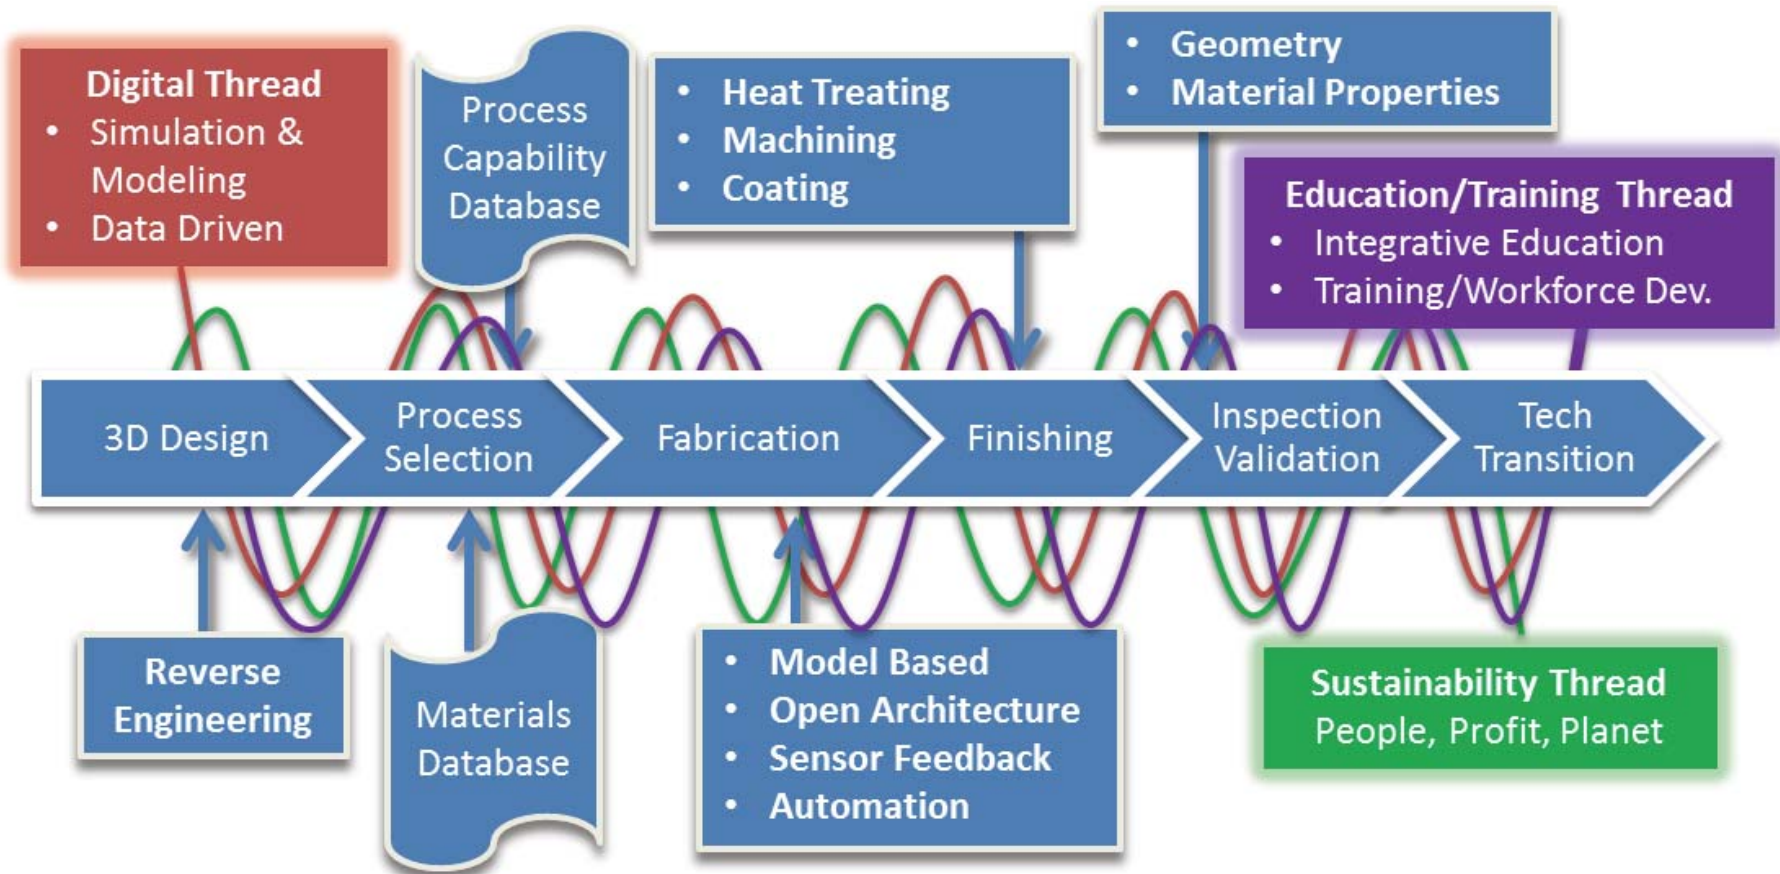 Digital Thread
• Simulation &
Modeling
• Data Driven
Process
Capability
Database
• Heat Treating
• Machining
• Coating
• Geometry
• Material Properties
Education/Training Thread
• Integrative Education
• Training/Workforce Dev.
3D Design
Process
Selection
Fabrication
Finishing
Inspection
Validation
Tech
Transition
Reverse
Engineering
Materials
Database
• Model Based
• Open Architecture
• Sensor Feedback
• Automation
Sustainability Thread
People, Profit, Planet